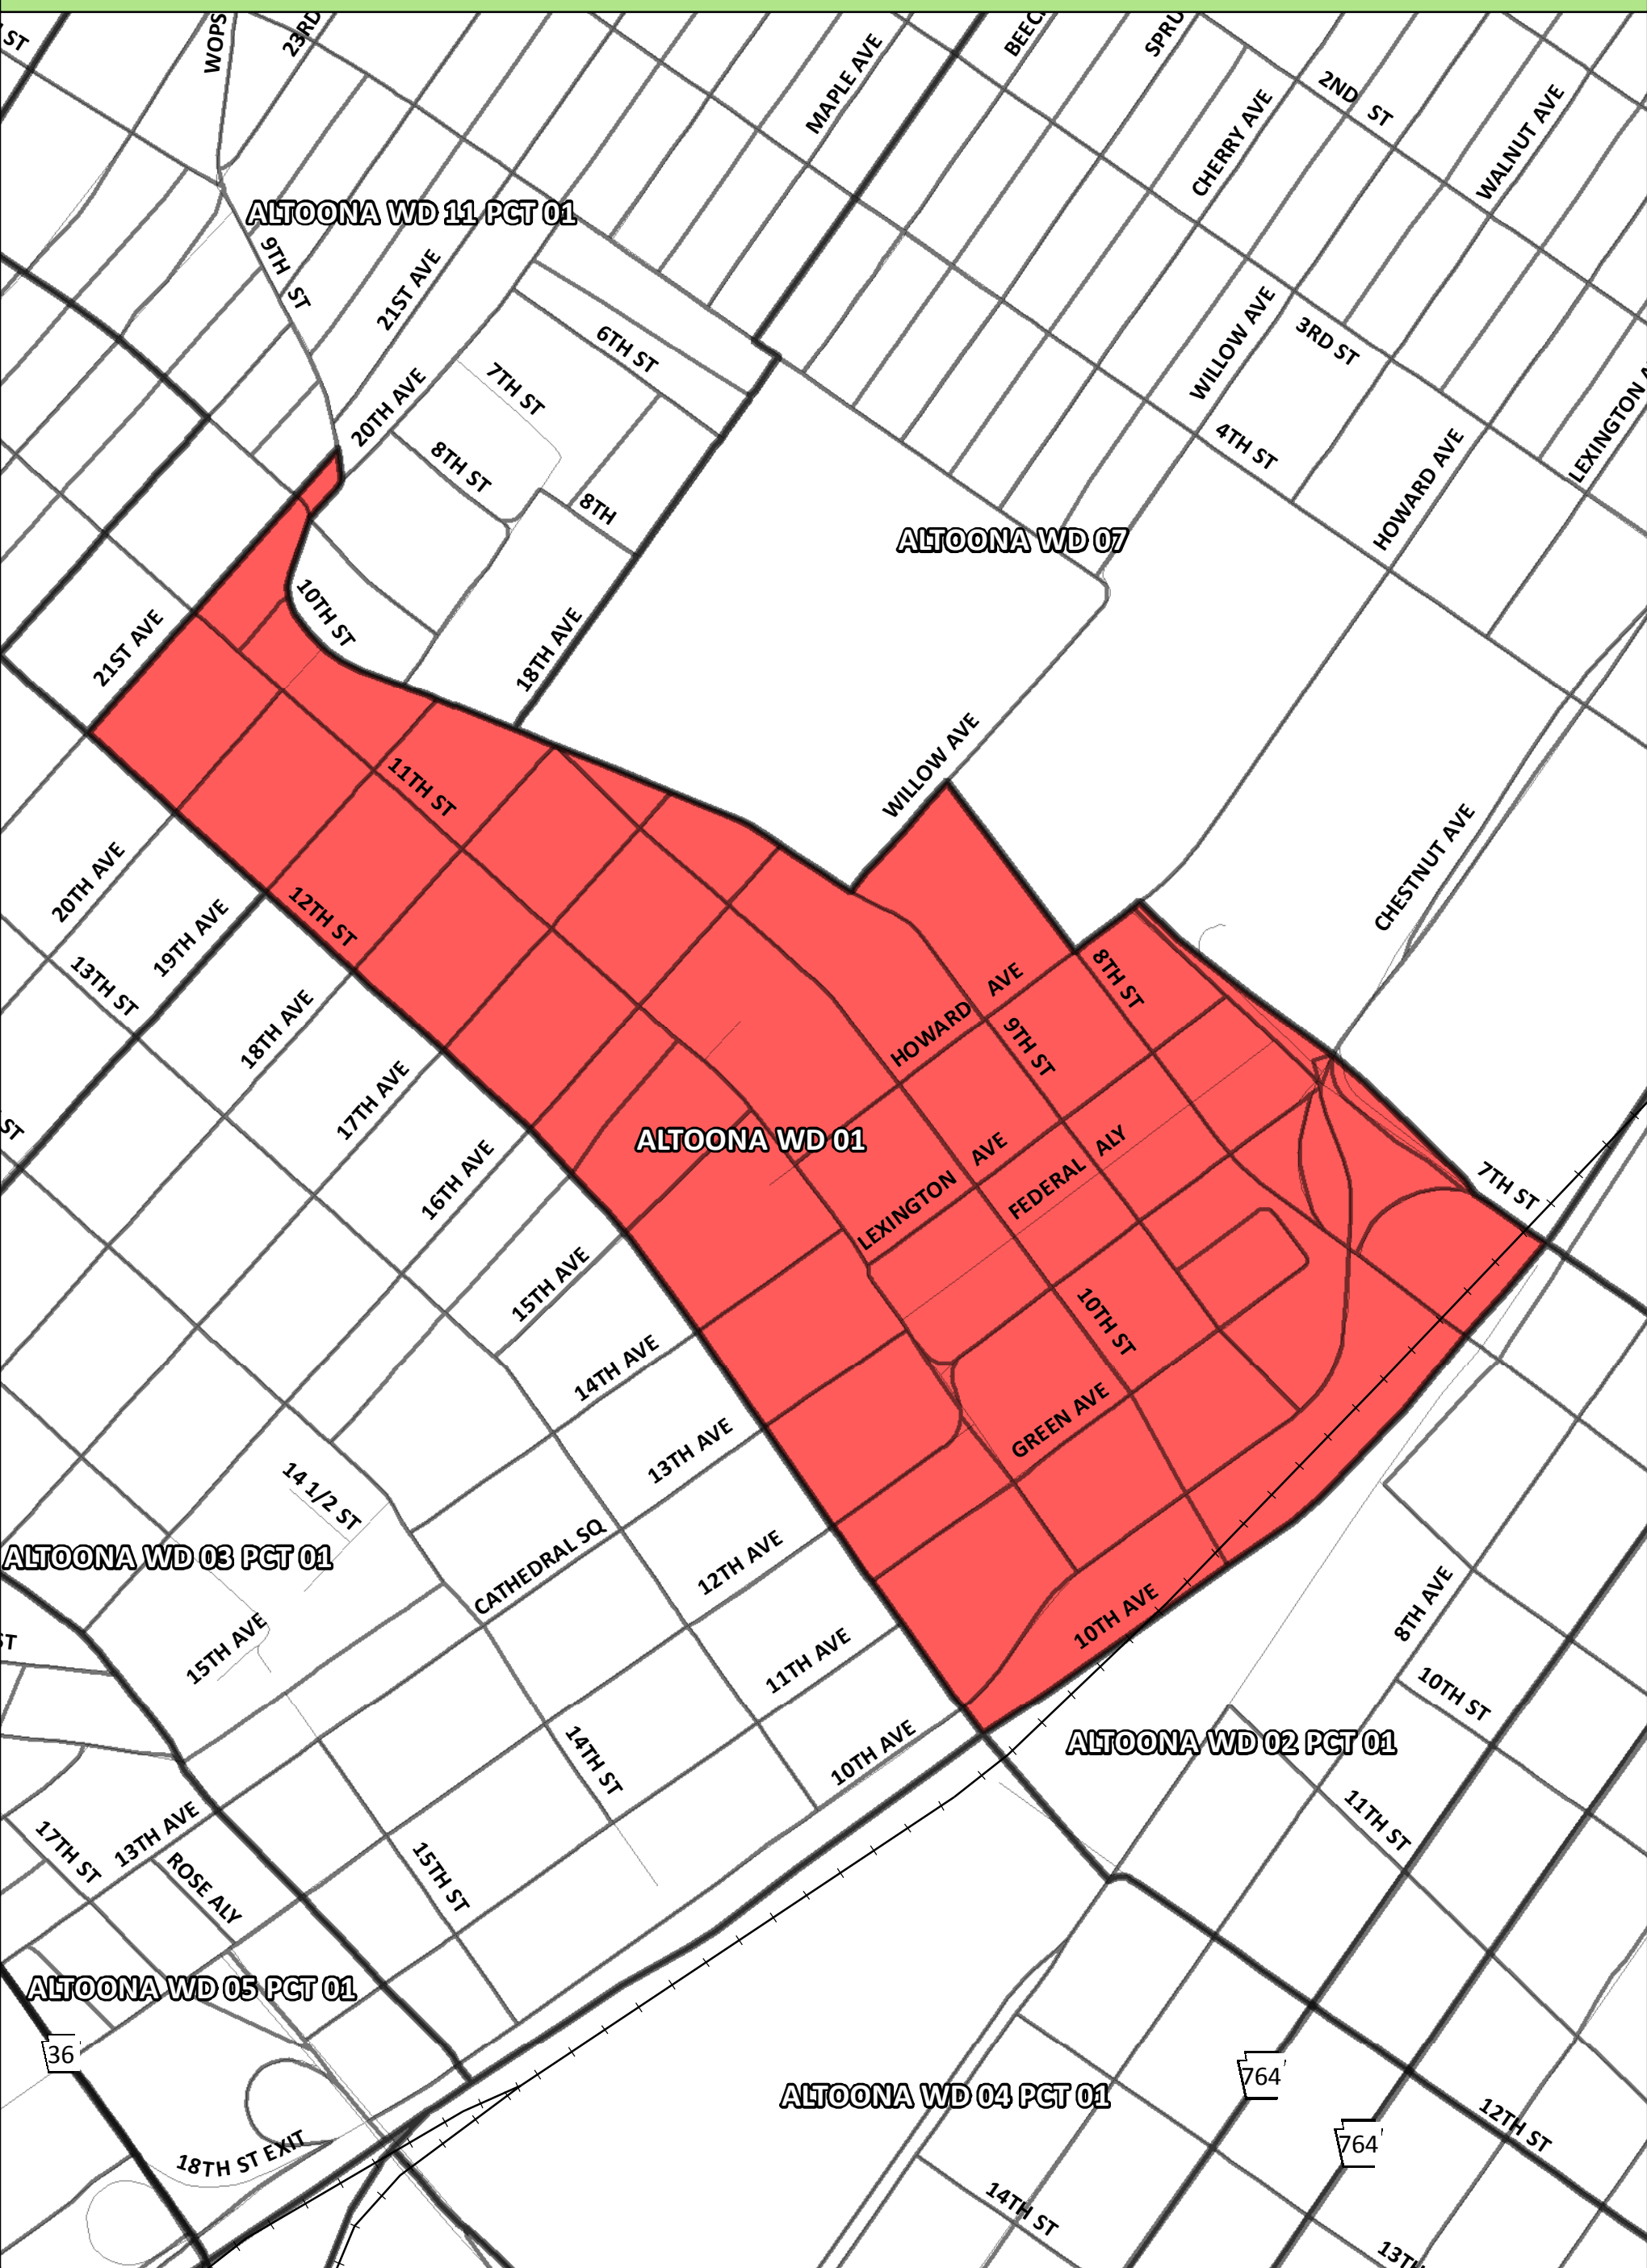 ST
WOPS
23RD
MAPLE AVE
BEEC
SPRU
2ND ST
CHERRY AVE
WALNUT AVE
ALTOONA WD 11 PCT 01
9TH ST
21ST AVE
6TH ST
7TH ST
20TH AVE
8TH ST
8TH
WILLOW AVE
3RD ST
4TH ST
HOWARD AVE
LEXINGTON A
ALTOONA WD 07
10TH ST
21ST AVE
18TH AVE
WILLOW AVE
11TH ST
CHESTNUT AVE
20TH AVE
12TH ST
19TH AVE
13TH ST
18TH AVE
HOWARD AVE
8TH ST
9TH ST
17TH AVE
ST
ALTOONA WD 01
16TH AVE
LEXINGTON AVE
FEDERAL ALY
7TH ST
15TH AVE
10TH ST
14TH AVE
GREEN AVE
13TH AVE
14 1/2 ST
CATHEDRAL SQ
12TH AVE
ALTOONA WD 03 PCT 01
10TH AVE
8TH AVE
ST
15TH AVE
11TH AVE
10TH ST
10TH AVE
ALTOONA WD 02 PCT 01
14TH ST
11TH ST
13TH AVE
17TH ST
ROSE ALY
15TH ST
ALTOONA WD 05 PCT 01
36
764
ALTOONA WD 04 PCT 01
12TH ST
764
18TH ST EXIT
14TH ST
13TH